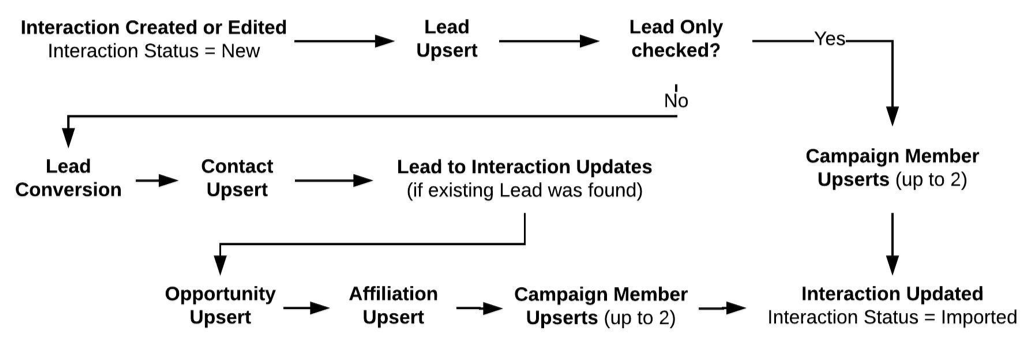 Interaction Created or Edited
Interaction Status = New
Lead
Upsert
Lead Only
checked?
Yes
No
Lead
Conversion
Contact
Upsert
Lead to Interaction Updates
(if existing Lead was found)
Campaign Member
Upserts (up to 2)
Opportunity
Upsert
Affiliation
Upsert
Campaign Member
Upserts (up to 2)
Interaction Updated
Interaction Status = Imported